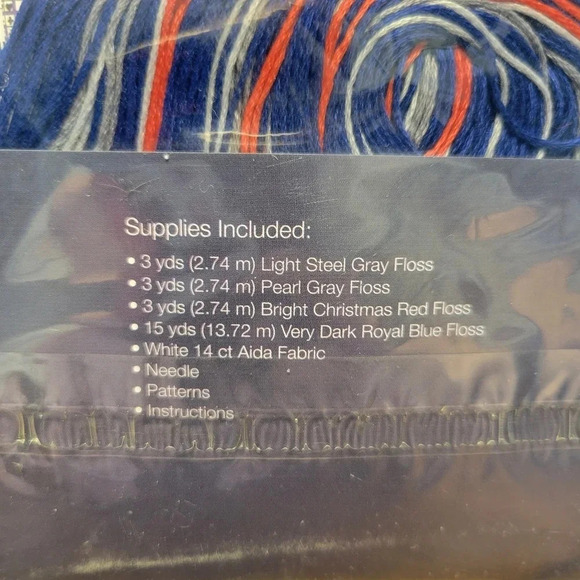 Supplies Included:
• 3 yds (2.74 m) Light Steel Gray Floss
• 3 yds (2.74 m) Pearl Gray Floss
• 3 yds (2.74 m) Bright Christmas Red Floss
• 15 yds (13.72 m) Very Dark Royal Blue Floss
• White 14 ct Aida Fabric
• Needle
• Patterns
• Instructions